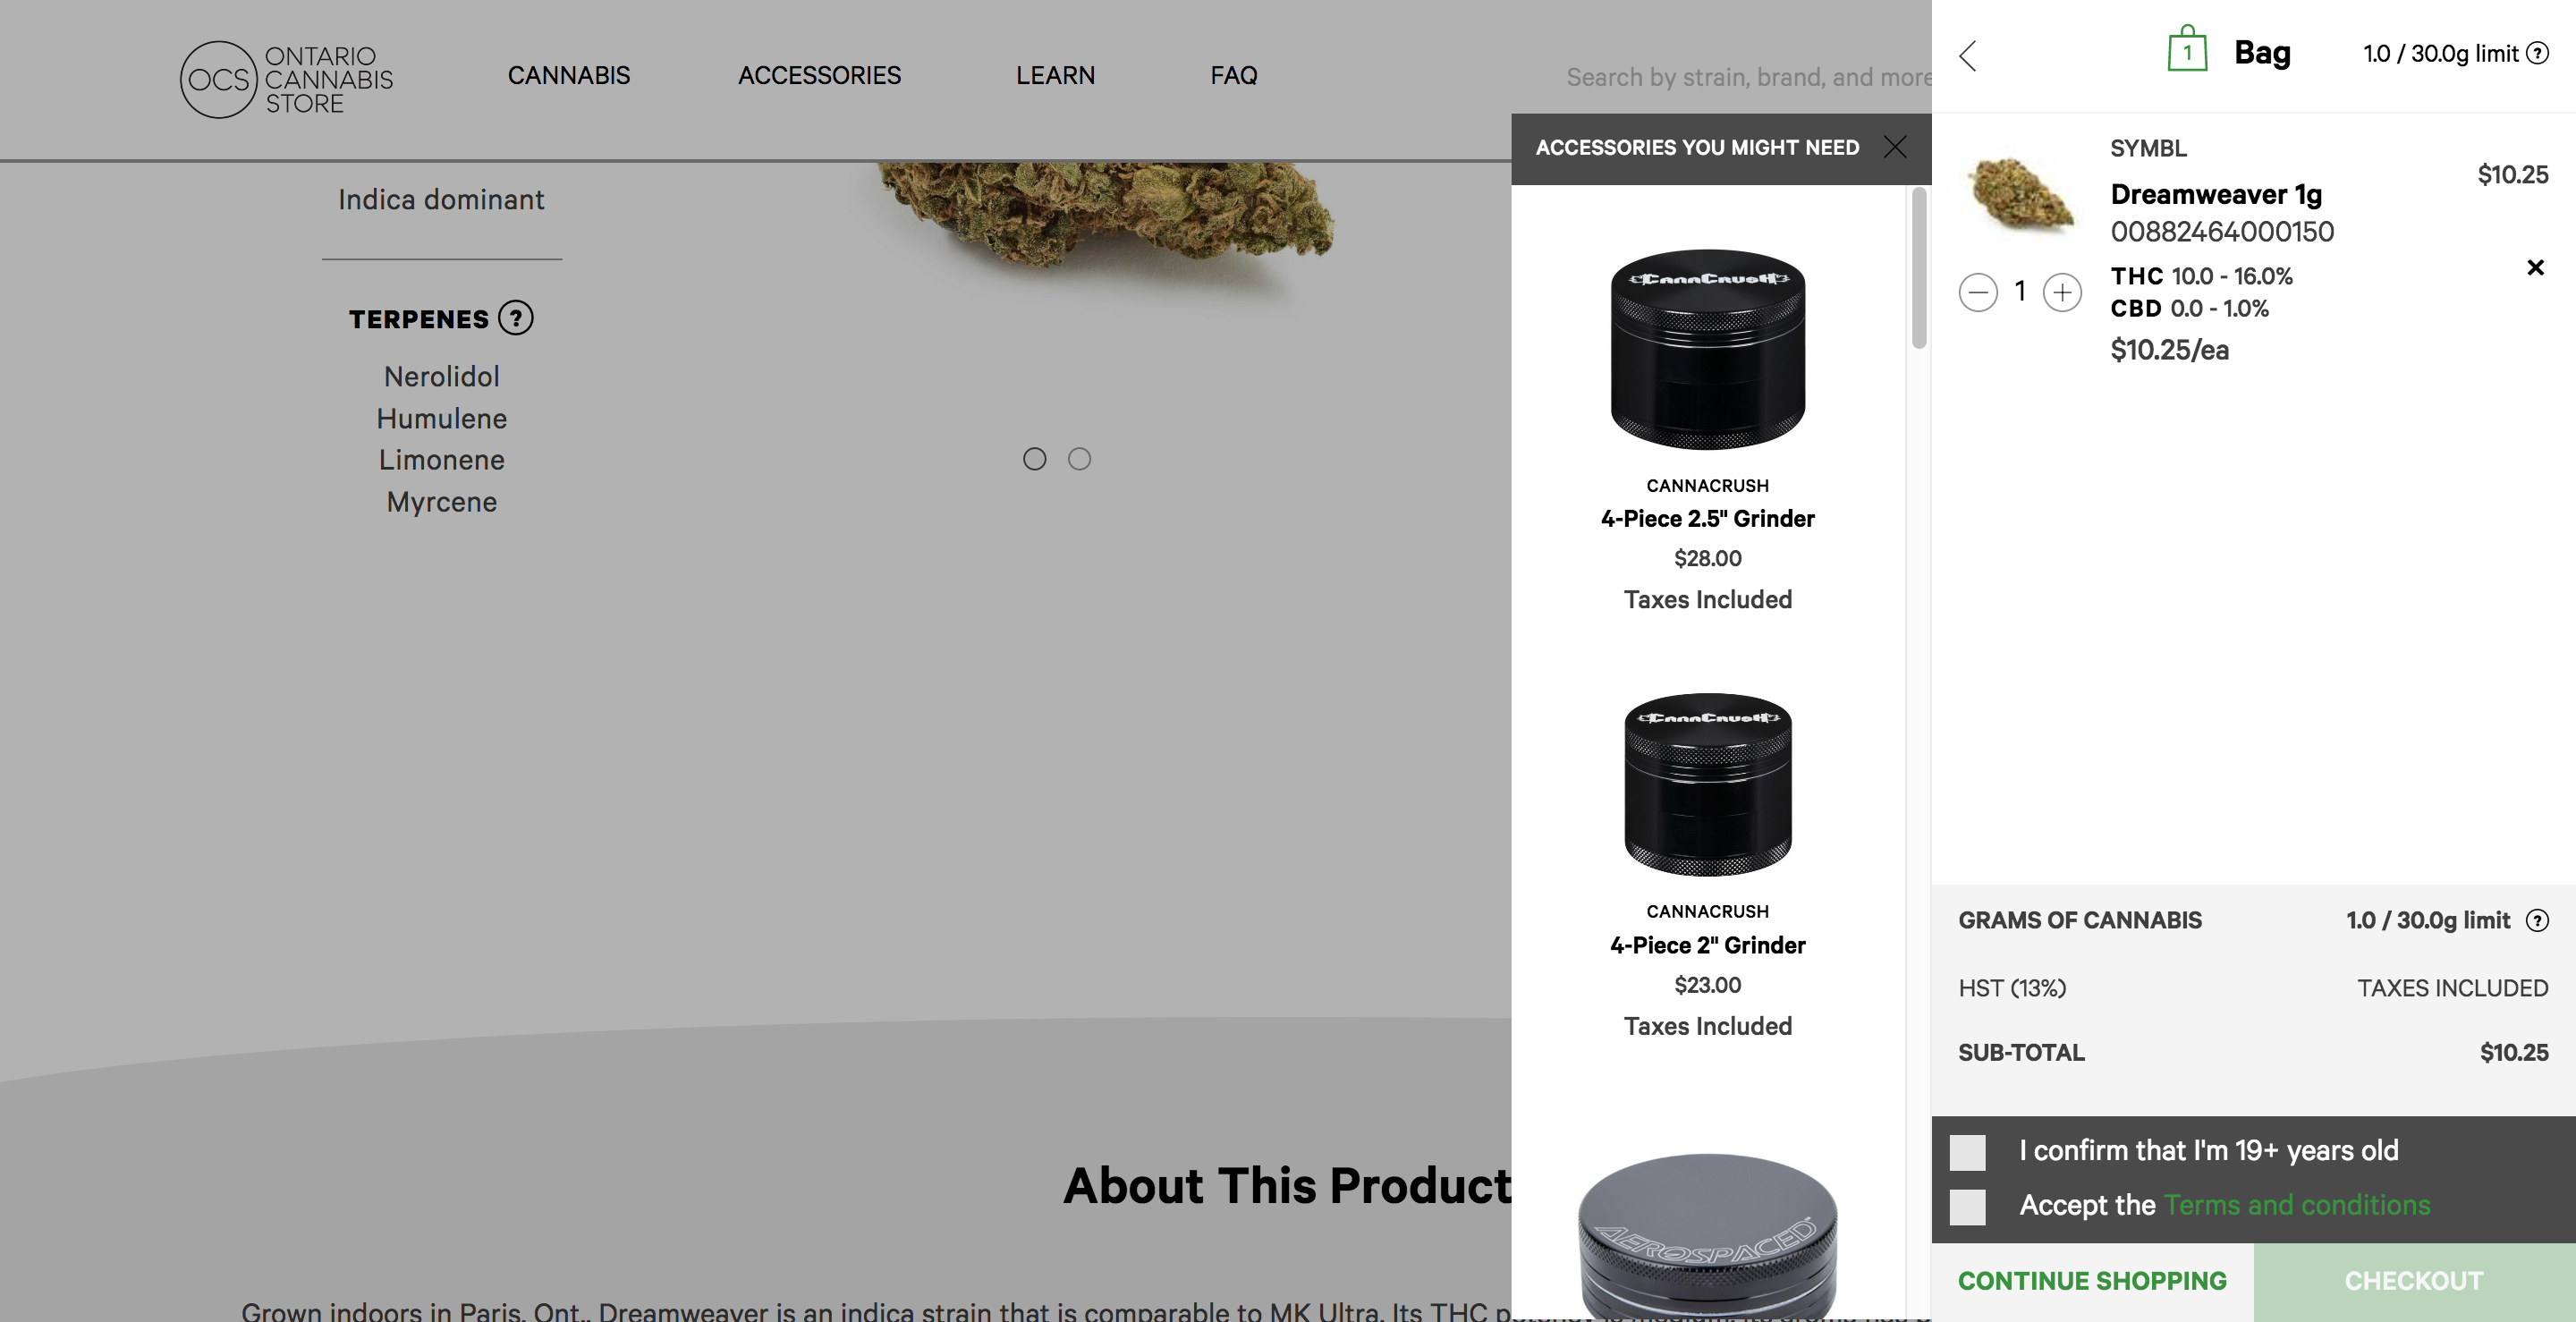 OCS
ONTARIO
CANNABIS
STORE
CANNABIS
ACCESSORIES
LEARN
FAQ
Search by strain, brand, and more
Indica dominant
TERPENES ?
Nerolidol
Humulene
Limonene
Myrcene
About This Product
Grown indoors in Paris, Ont., Dreamweaver is an indica strain that is comparable to MK Ultra. Its THC
ACCESSORIES YOU MIGHT NEED
CANNACRUSH
CANNACRUSH
4-Piece 2.5" Grinder
$28.00
Taxes Included
CANNACRUSH
CANNACRUSH
4-Piece 2" Grinder
$23.00
Taxes Included
AEROSPACED
1 Bag 1.0 / 30.0g limit ?
SYMBL
$10.25
Dreamweaver 1g
00882464000150
THC 10.0 - 16.0%
1
CBD 0.0 - 1.0%
$10.25/ea
GRAMS OF CANNABIS 1.0 / 30.0g limit ?
HST (13%) TAXES INCLUDED
SUB-TOTAL $10.25
I confirm that I'm 19+ years old
Accept the Terms and conditions
CONTINUE SHOPPING CHECKOUT